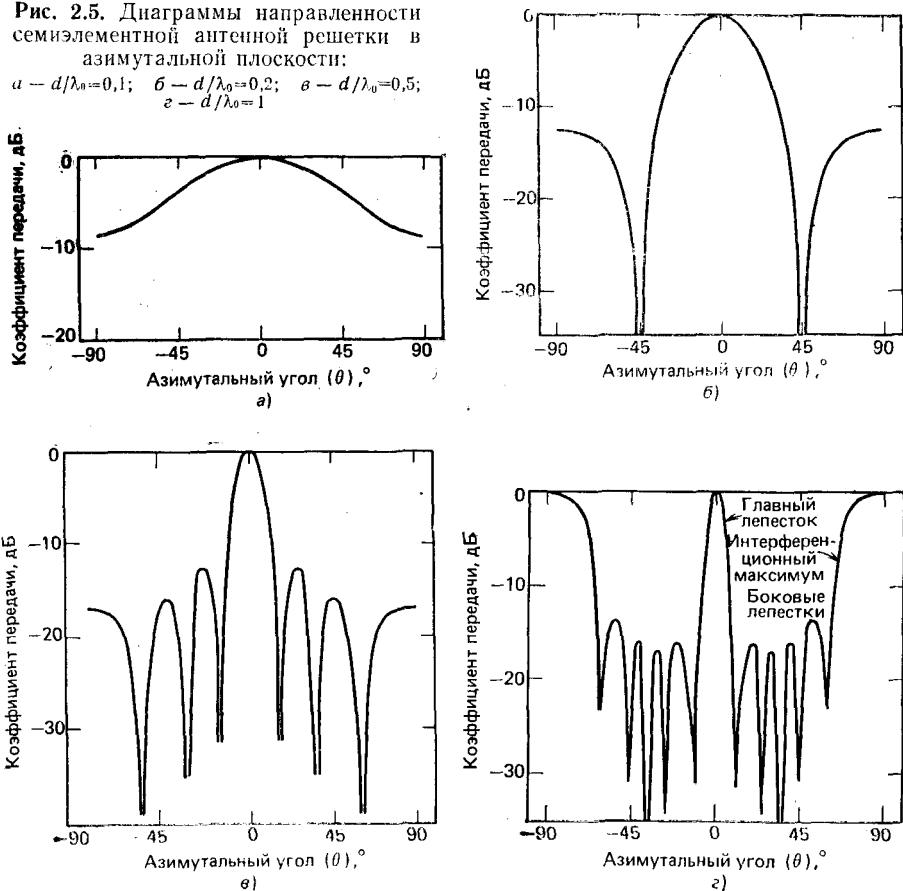 Рис. 2.5. Диаграммы направленности
семиэлементной антенной решетки в
азимутальной плоскости:
а — d/λ₀=0,1; б — d/λ₀=0,2; в — d/λ₀=0,5;
г — d/λ₀=1
Коэффициент передачи, дБ
0
−10
−20
−90 −45 0 45 90
Азимутальный угол (θ),°
а)
Коэффициент передачи, дБ
0
−10
−20
−30
−90 −45 0 45 90
Азимутальный угол (θ),°
б)
Коэффициент передачи, дБ
0
−10
−20
−30
−90 −45 0 45 90
Азимутальный угол (θ),°
в)
Коэффициент передачи, дБ
0
−10
−20
−30
Главный
лепесток
Интерферен-
ционный
максимум
Боковые
лепестки
−90 −45 0 45 90
Азимутальный угол (θ),°
г)